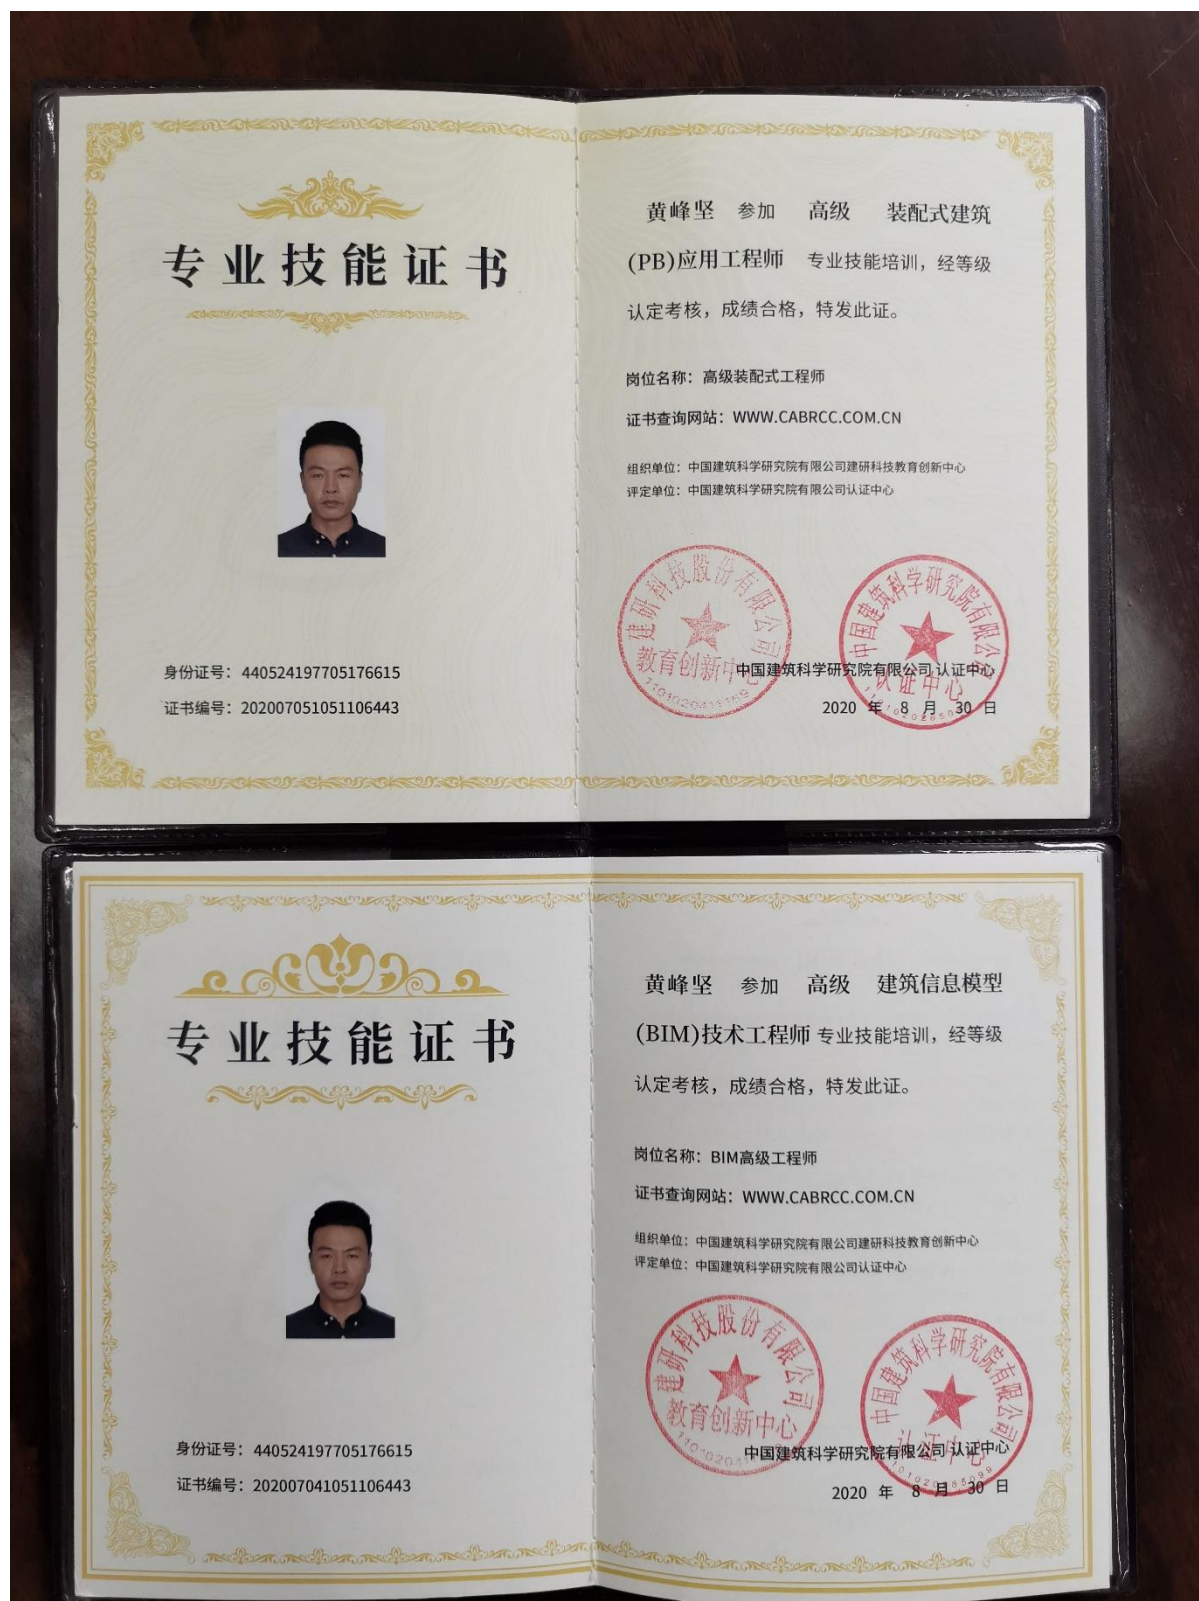 专业技能证书
身份证号：440524197705176615
证书编号：202007051051106443
黄峰坚 参加 高级 装配式建筑
(PB)应用工程师 专业技能培训，经等级
认定考核，成绩合格，特发此证。
岗位名称：高级装配式工程师
证书查询网站：WWW.CABRCC.COM.CN
组织单位：中国建筑科学研究院有限公司建研科技教育创新中心
评定单位：中国建筑科学研究院有限公司认证中心
建研科技股份有限公司
教育创新中心
中国建筑科学研究院有限公司
认证中心
中国建筑科学研究院有限公司 认证中心
2020 年 8 月 30 日
专业技能证书
身份证号：440524197705176615
证书编号：202007041051106443
黄峰坚 参加 高级 建筑信息模型
(BIM)技术工程师 专业技能培训，经等级
认定考核，成绩合格，特发此证。
岗位名称：BIM高级工程师
证书查询网站：WWW.CABRCC.COM.CN
组织单位：中国建筑科学研究院有限公司建研科技教育创新中心
评定单位：中国建筑科学研究院有限公司认证中心
建研科技股份有限公司
教育创新中心
中国建筑科学研究院有限公司
认证中心
中国建筑科学研究院有限公司 认证中心
2020 年 8 月 30 日